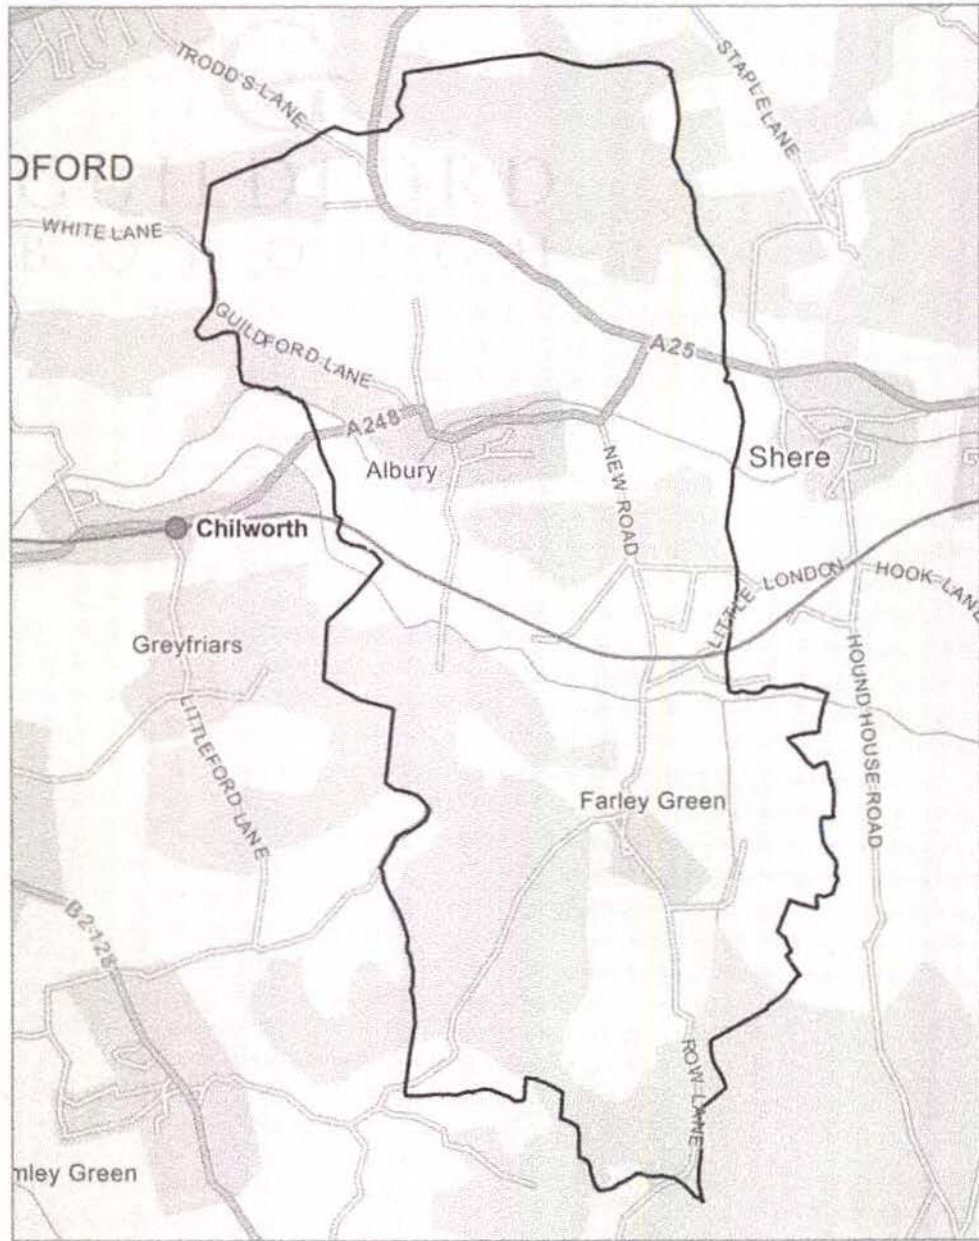 TRODD'S LANE
STAPLE LANE
DFORD
WHITE LANE
GUILDFORD LANE
A25
A248
Albury
Shere
NEW ROAD
Chilworth
LITTLE LONDON
HOOK LANE
Greyfriars
HOUND HOUSE ROAD
LITTLEFORD LANE
Farley Green
B2128
ROW LANE
mley Green